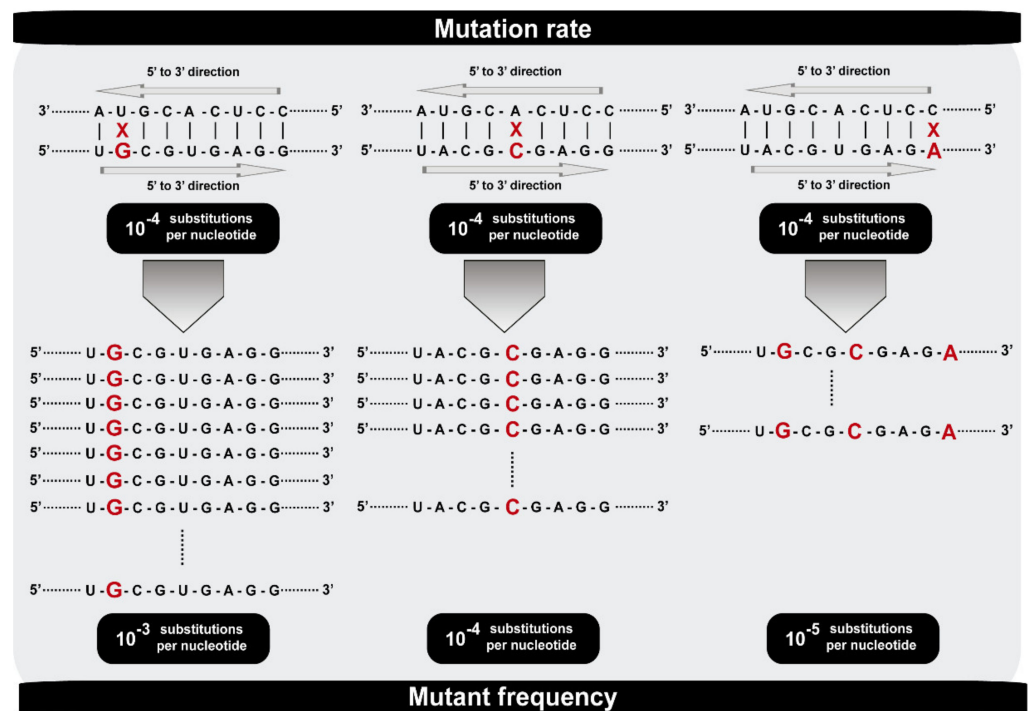 Mutation rate
5' to 3' direction
3'·········· A - U - G - C - A - C - U - C - C ·········· 5'
X
5'·········· U - G - C - G - U - G - A - G - G ·········· 3'
5' to 3' direction
10-4 substitutions
per nucleotide
5' to 3' direction
3'·········· A - U - G - C - A - C - U - C - C ·········· 5'
X
5'·········· U - A - C - G - C - G - A - G - G ·········· 3'
5' to 3' direction
10-4 substitutions
per nucleotide
5' to 3' direction
3'·········· A - U - G - C - A - C - U - C - C ·········· 5'
X
5'·········· U - A - C - G - U - G - A - G - A ·········· 3'
5' to 3' direction
10-4 substitutions
per nucleotide
5'·········· U - G - C - G - U - G - A - G - G ·········· 3'
5'·········· U - G - C - G - U - G - A - G - G ·········· 3'
5'·········· U - G - C - G - U - G - A - G - G ·········· 3'
5'·········· U - G - C - G - U - G - A - G - G ·········· 3'
5'·········· U - G - C - G - U - G - A - G - G ·········· 3'
5'·········· U - G - C - G - U - G - A - G - G ·········· 3'
5'·········· U - G - C - G - U - G - A - G - G ·········· 3'
5'·········· U - G - C - G - U - G - A - G - G ·········· 3'
10-3 substitutions
per nucleotide
5'·········· U - A - C - G - C - G - A - G - G ·········· 3'
5'·········· U - A - C - G - C - G - A - G - G ·········· 3'
5'·········· U - A - C - G - C - G - A - G - G ·········· 3'
5'·········· U - A - C - G - C - G - A - G - G ·········· 3'
5'·········· U - A - C - G - C - G - A - G - G ·········· 3'
10-4 substitutions
per nucleotide
5'·········· U - G - C - G - C - G - A - G - A ·········· 3'
5'·········· U - G - C - G - C - G - A - G - A ·········· 3'
10-5 substitutions
per nucleotide
Mutant frequency